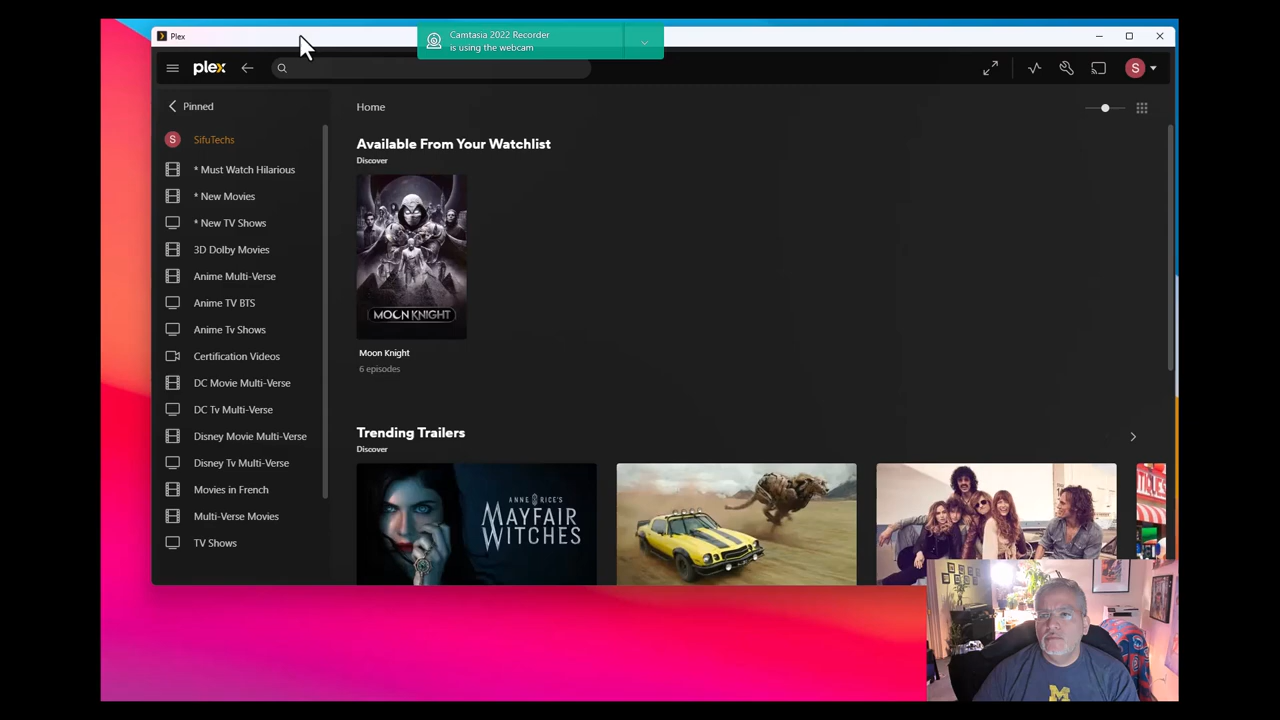 Plex
Camtasia 2022 Recorder
is using the webcam
plex
S
Pinned
Home
S
SifuTechs
* Must Watch Hilarious
* New Movies
* New TV Shows
3D Dolby Movies
Anime Multi-Verse
Anime TV BTS
Anime Tv Shows
Certification Videos
DC Movie Multi-Verse
DC Tv Multi-Verse
Disney Movie Multi-Verse
Disney Tv Multi-Verse
Movies in French
Multi-Verse Movies
TV Shows
Available From Your Watchlist
Discover
MOON KNIGHT
Moon Knight
6 episodes
Trending Trailers
Discover
ANNE RICE'S
MAYFAIR
WITCHES
M